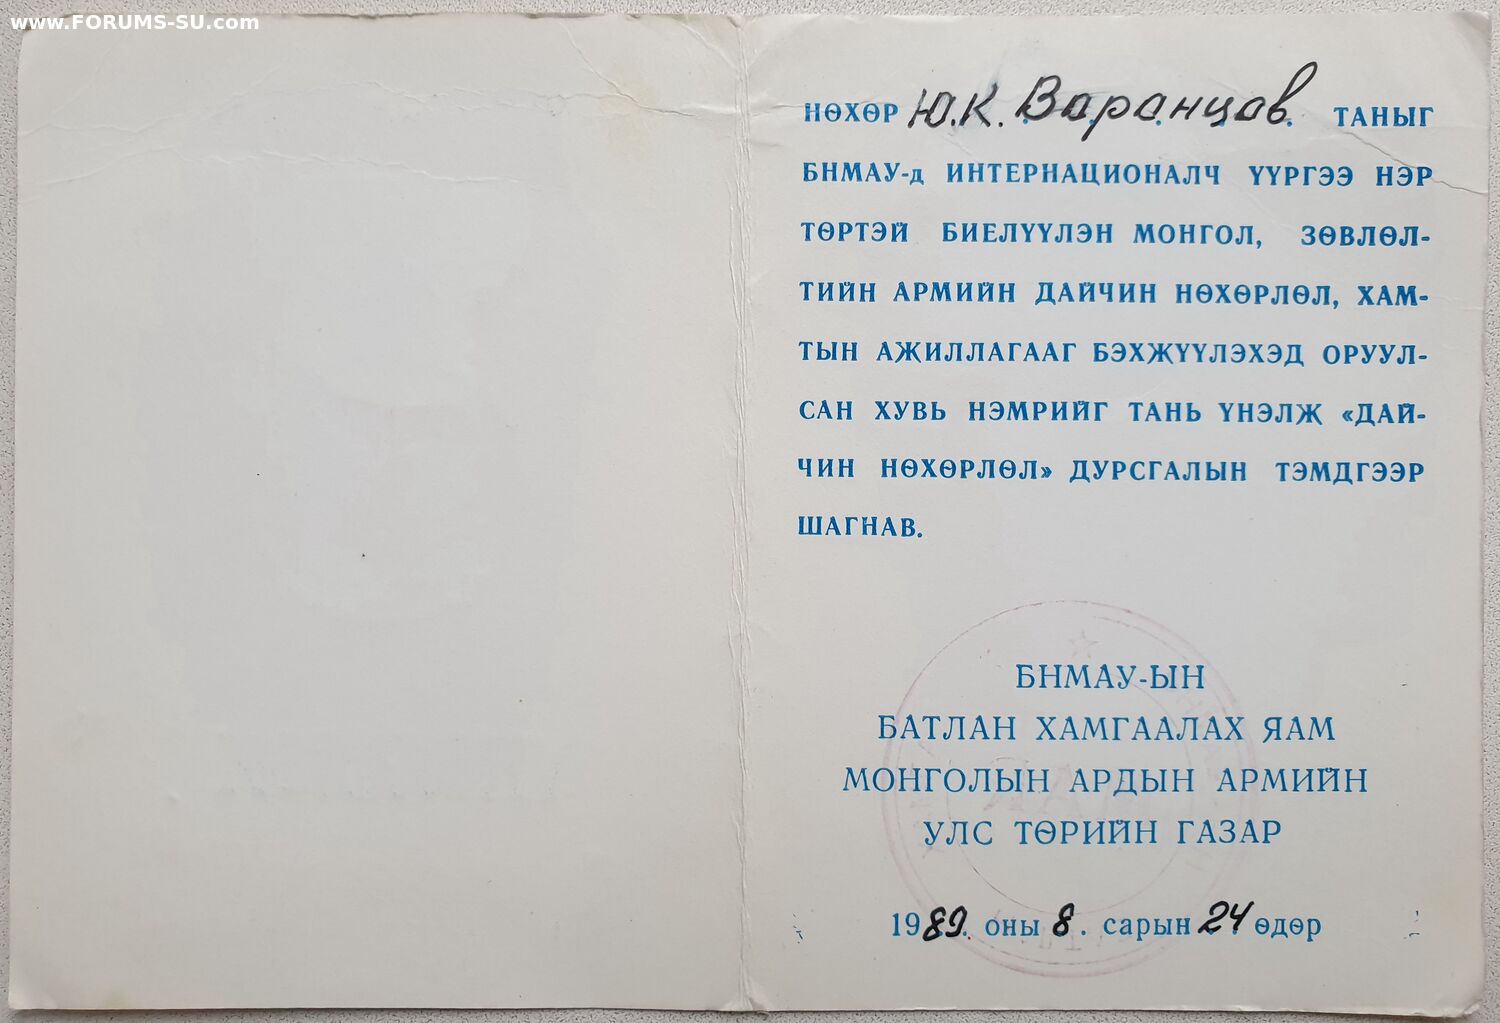 www.FORUMS-SU.com
НӨХӨР Ю.К. Варанцов ТАНЫГ
БНМАУ-д ИНТЕРНАЦИОНАЛЧ ҮҮРГЭЭ НЭР
ТӨРТЭЙ БИЕЛҮҮЛЭН МОНГОЛ, ЗӨВЛӨЛ-
ТИЙН АРМИЙН ДАЙЧИН НӨХӨРЛӨЛ, ХАМ-
ТЫН АЖИЛЛАГААГ БЭХЖҮҮЛЭХЭД ОРУУЛ-
САН ХУВЬ НЭМРИЙГ ТАНЬ ҮНЭЛЖ «ДАЙ-
ЧИН НӨХӨРЛӨЛ» ДУРСГАЛЫН ТЭМДГЭЭР
ШАГНАВ.
БНМАУ-ЫН
БАТЛАН ХАМГААЛАХ ЯАМ
МОНГОЛЫН АРДЫН АРМИЙН
УЛС ТӨРИЙН ГАЗАР
1989. оны 8. сарын 24 өдөр